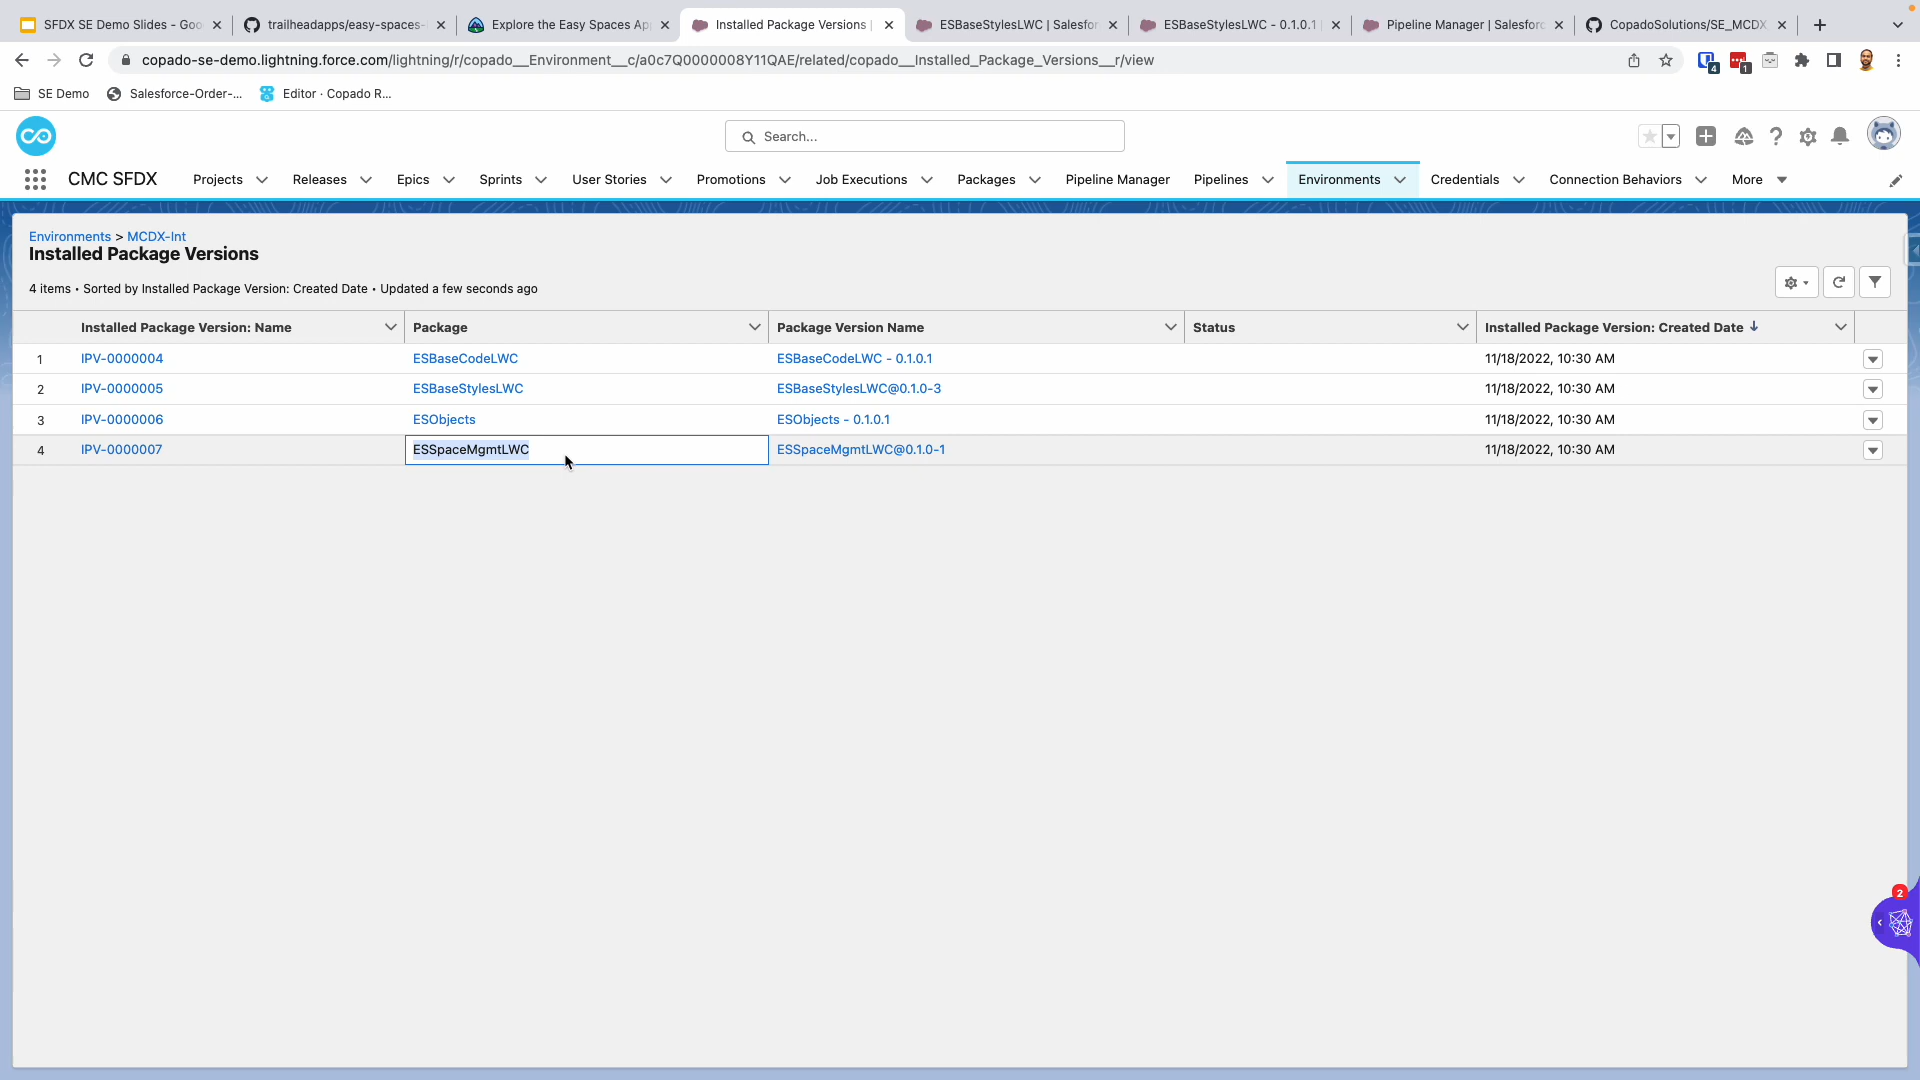 SFDX SE Demo Slides - Goo
trailheadapps/easy-spaces-
Explore the Easy Spaces Ap
Installed Package Versions |
ESBaseStylesLWC | Salesfor
ESBaseStylesLWC - 0.1.0.1 |
Pipeline Manager | Salesforc
CopadoSolutions/SE_MCDX
copado-se-demo.lightning.force.com/lightning/r/copado__Environment__c/a0c7Q0000008Y11QAE/related/copado__Installed_Package_Versions__r/view
4
1
SE Demo
Salesforce-Order-...
Editor · Copado R...
Search...
CMC SFDX
Projects
Releases
Epics
Sprints
User Stories
Promotions
Job Executions
Packages
Pipeline Manager
Pipelines
Environments
Credentials
Connection Behaviors
More
Environments > MCDX-Int
Installed Package Versions
4 items • Sorted by Installed Package Version: Created Date • Updated a few seconds ago
Installed Package Version: Name
Package
Package Version Name
Status
Installed Package Version: Created Date
1 IPV-0000004 ESBaseCodeLWC ESBaseCodeLWC - 0.1.0.1 11/18/2022, 10:30 AM
2 IPV-0000005 ESBaseStylesLWC ESBaseStylesLWC@0.1.0-3 11/18/2022, 10:30 AM
3 IPV-0000006 ESObjects ESObjects - 0.1.0.1 11/18/2022, 10:30 AM
4 IPV-0000007 ESSpaceMgmtLWC ESSpaceMgmtLWC@0.1.0-1 11/18/2022, 10:30 AM
2